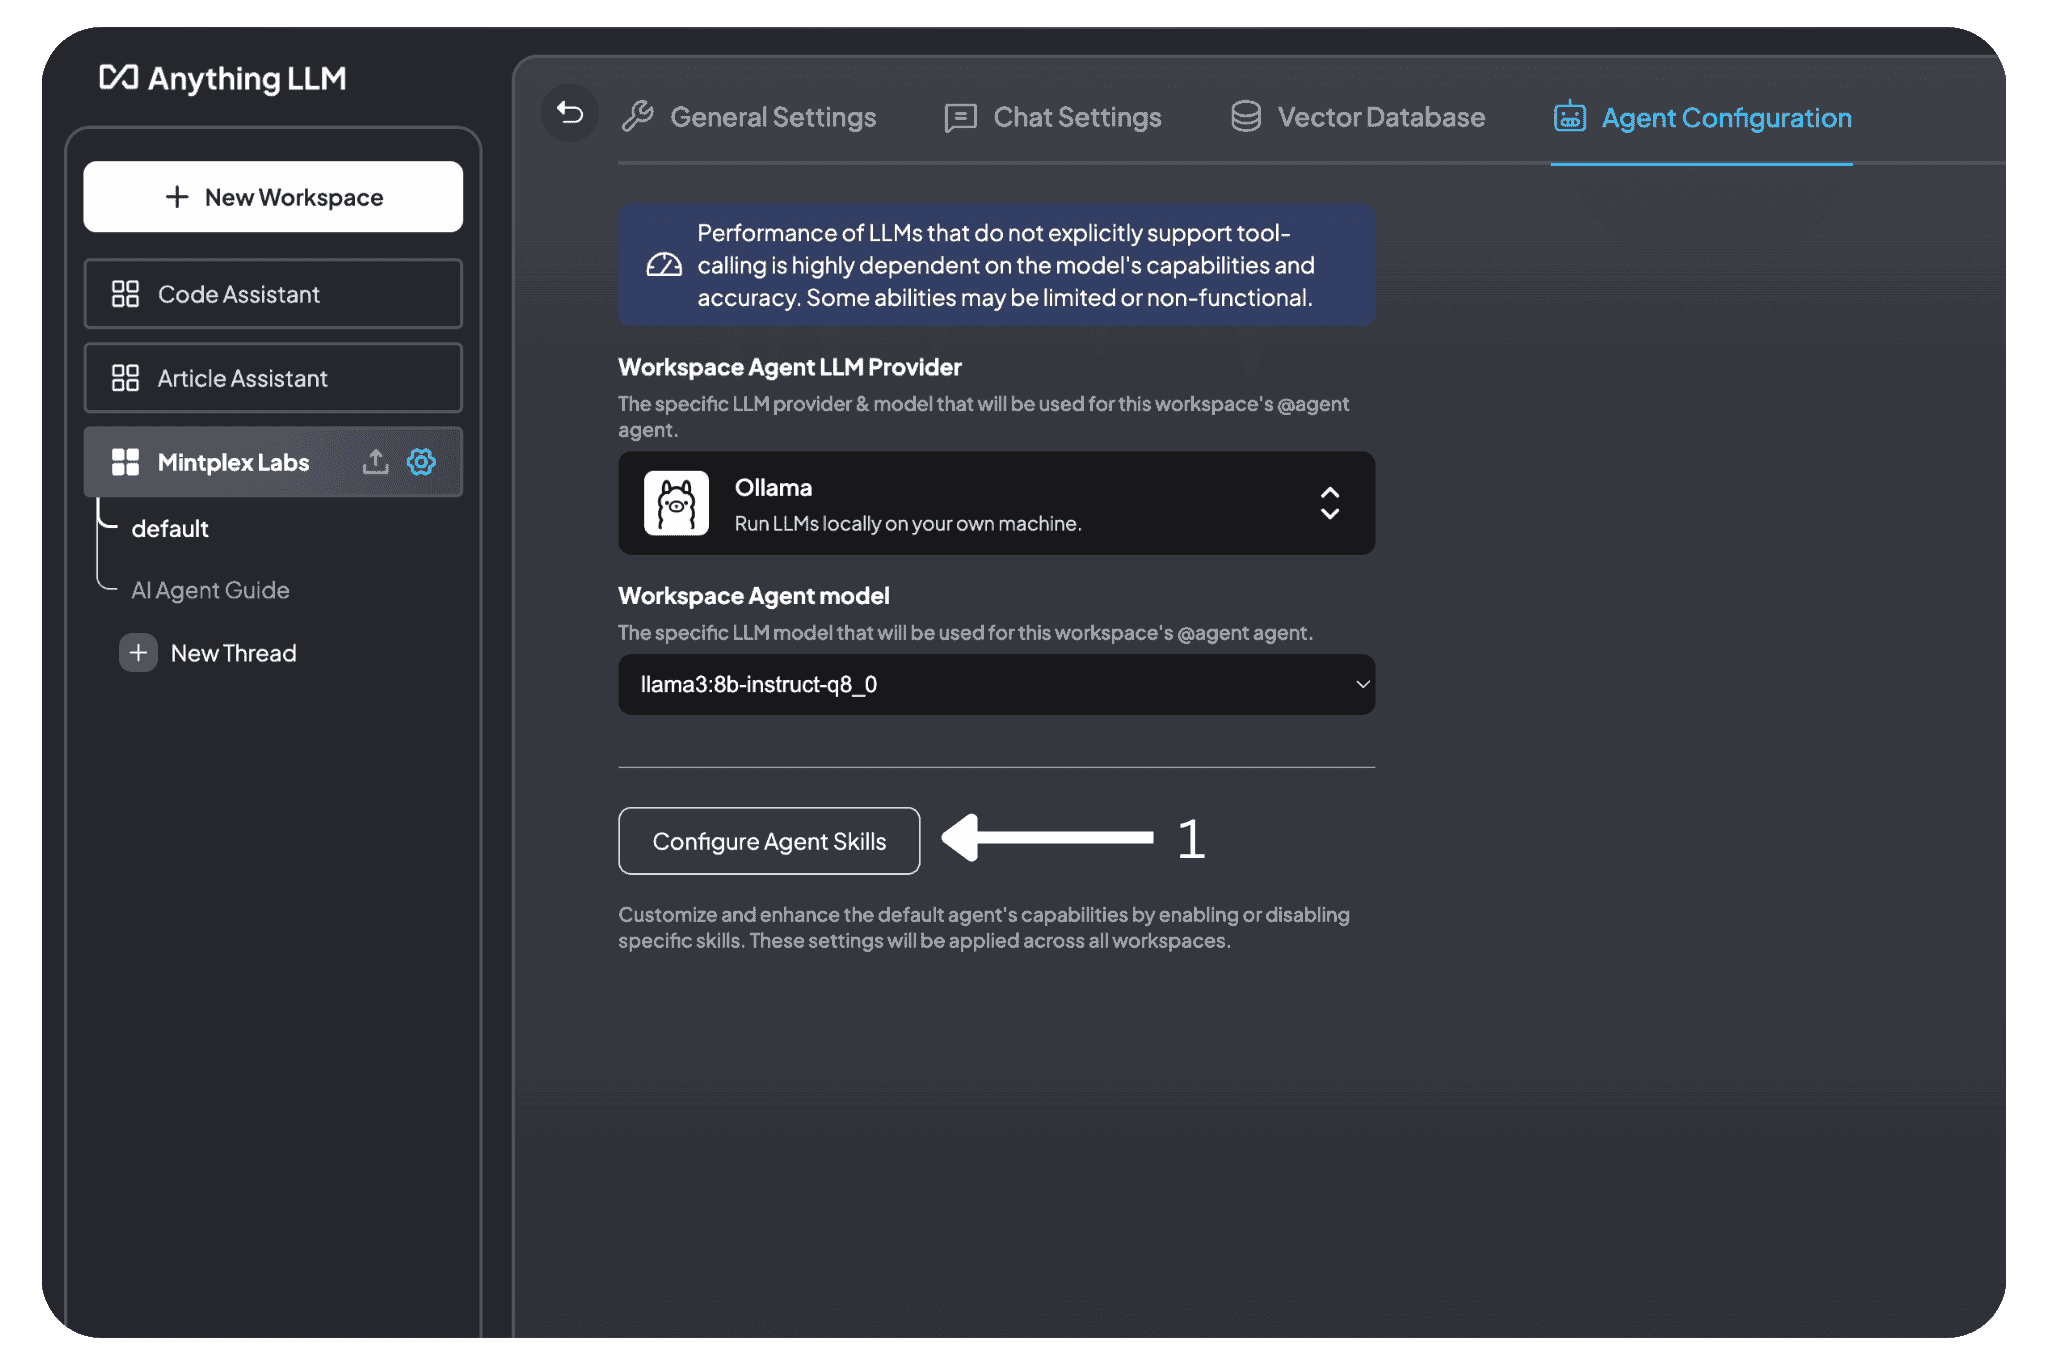 Anything LLM
New Workspace
Code Assistant
Article Assistant
Mintplex Labs
default
AI Agent Guide
New Thread
General Settings
Chat Settings
Vector Database
Agent Configuration
Performance of LLMs that do not explicitly support tool-
calling is highly dependent on the model's capabilities and
accuracy. Some abilities may be limited or non-functional.
Workspace Agent LLM Provider
The specific LLM provider & model that will be used for this workspace's @agent
agent.
Ollama
Run LLMs locally on your own machine.
Workspace Agent model
The specific LLM model that will be used for this workspace's @agent agent.
llama3:8b-instruct-q8_0
Configure Agent Skills
1
Customize and enhance the default agent's capabilities by enabling or disabling
specific skills. These settings will be applied across all workspaces.